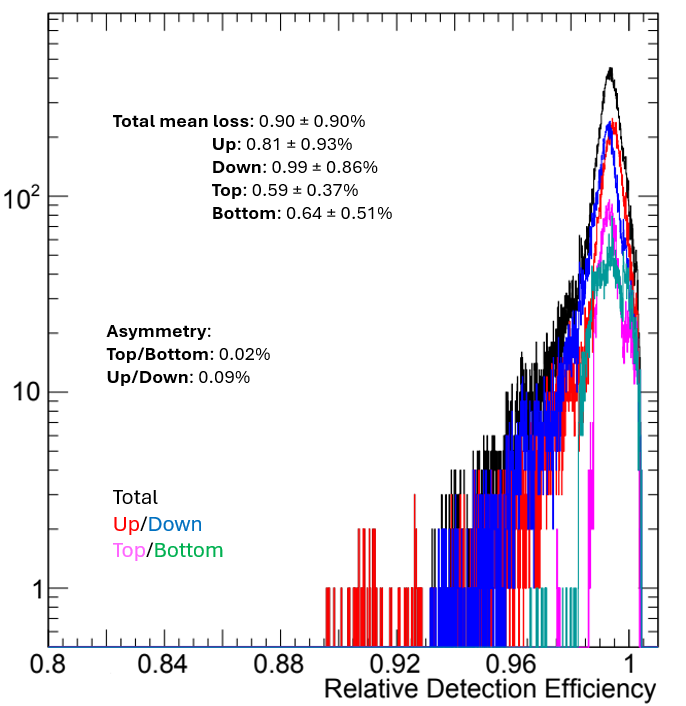 Total mean loss: 0.90 ± 0.90%
Up: 0.81 ± 0.93%
Down: 0.99 ± 0.86%
Top: 0.59 ± 0.37%
Bottom: 0.64 ± 0.51%
10²
Asymmetry:
Top/Bottom: 0.02%
Up/Down: 0.09%
10
Total
Up/Down
Top/Bottom
1
0.8 0.84 0.88 0.92 0.96 1
Relative Detection Efficiency